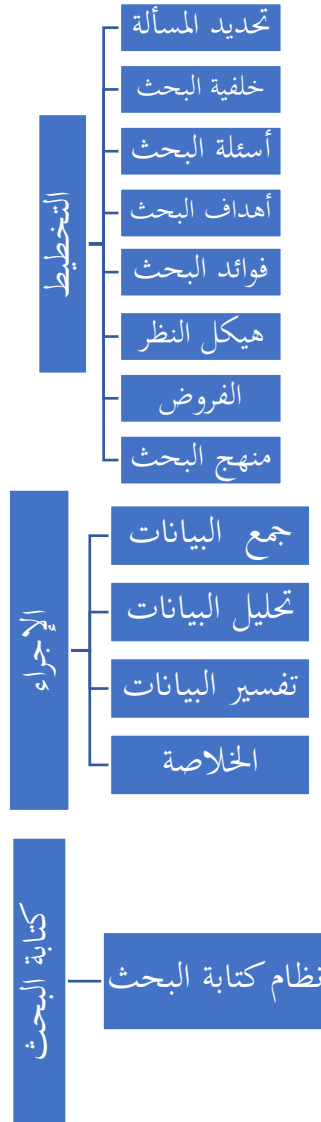 التخطيط
تحديد المسألة
خلفية البحث
أسئلة البحث
أهداف البحث
فوائد البحث
هيكل النظر
الفروض
منهج البحث
الإجراء
جمع البيانات
تحليل البيانات
تفسير البيانات
الخلاصة
كتابة البحث
نظام كتابة البحث